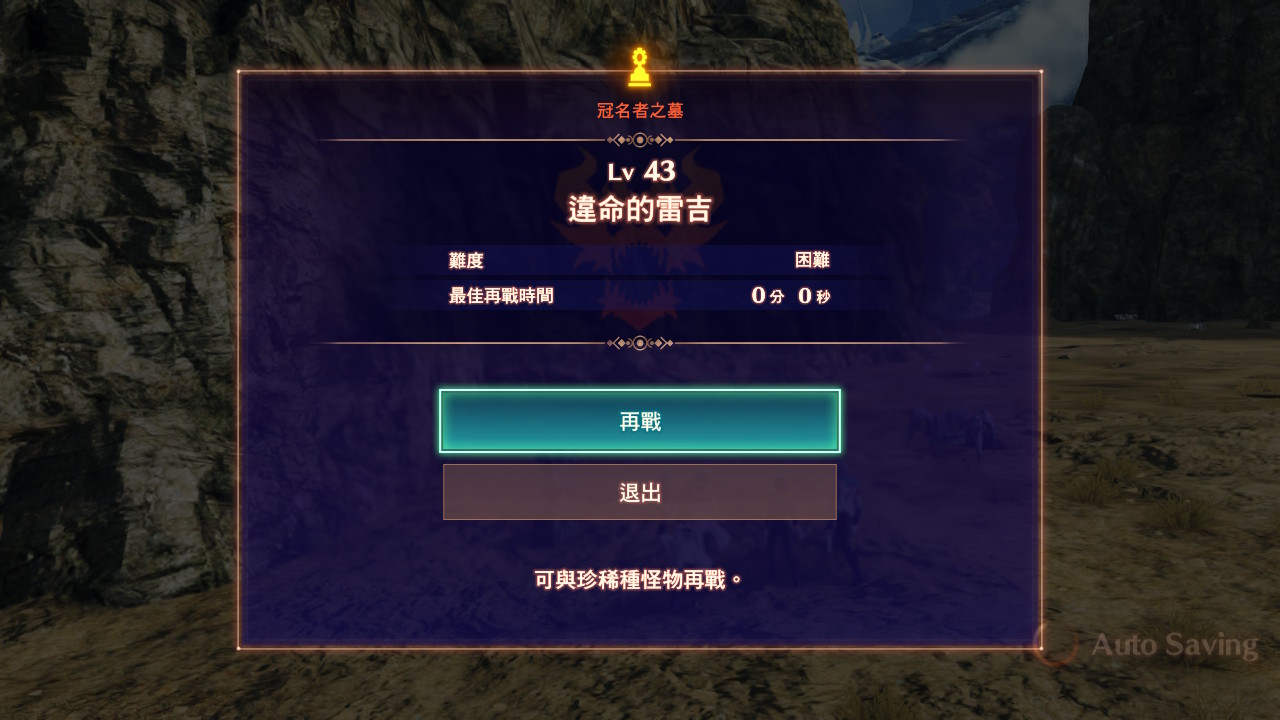 冠名者之墓
Lv 43
違命的雷吉
難度 困難
最佳再戰時間 0分 0秒
再戰
退出
可與珍稀種怪物再戰。
Auto Saving